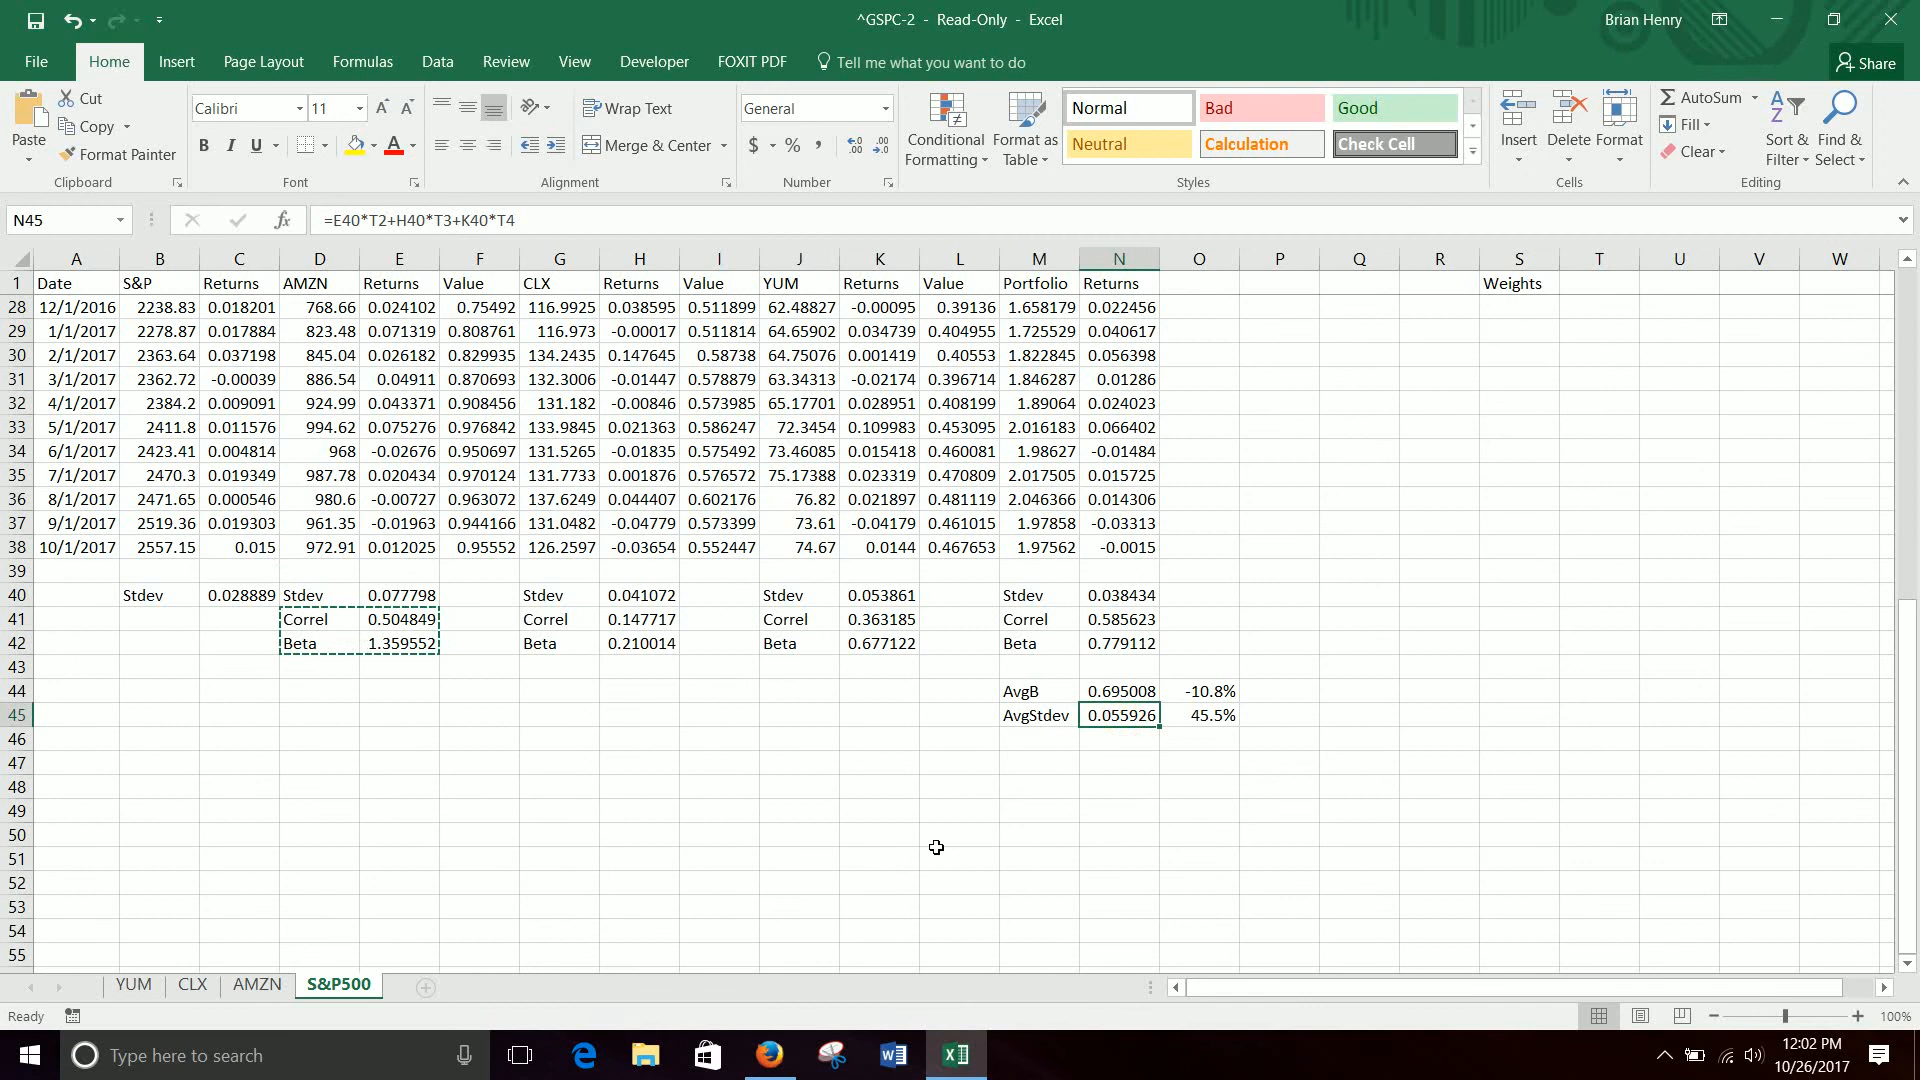 ^GSPC-2 - Read-Only - Excel
Brian Henry
File Home Insert Page Layout Formulas Data Review View Developer FOXIT PDF Tell me what you want to do Share
Paste Cut Copy Format Painter
Calibri 11 B I U A A
Wrap Text
Merge & Center
General
$ % ,
Conditional Formatting Format as Table
Normal Bad Good
Neutral Calculation Check Cell
Insert Delete Format
AutoSum Fill Clear
Sort & Filter Find & Select
Clipboard Font Alignment Number Styles Cells Editing
N45 fx =E40*T2+H40*T3+K40*T4
A B C D E F G H I J K L M N O P Q R S T U V W
1 Date S&P Returns AMZN Returns Value CLX Returns Value YUM Returns Value Portfolio Returns Weights
28 12/1/2016 2238.83 0.018201 768.66 0.024102 0.75492 116.9925 0.038595 0.511899 62.48827 -0.00095 0.39136 1.658179 0.022456
29 1/1/2017 2278.87 0.017884 823.48 0.071319 0.808761 116.973 -0.00017 0.511814 64.65902 0.034739 0.404955 1.725529 0.040617
30 2/1/2017 2363.64 0.037198 845.04 0.026182 0.829935 134.2435 0.147645 0.58738 64.75076 0.001419 0.40553 1.822845 0.056398
31 3/1/2017 2362.72 -0.00039 886.54 0.04911 0.870693 132.3006 -0.01447 0.578879 63.34313 -0.02174 0.396714 1.846287 0.01286
32 4/1/2017 2384.2 0.009091 924.99 0.043371 0.908456 131.182 -0.00846 0.573985 65.17701 0.028951 0.408199 1.89064 0.024023
33 5/1/2017 2411.8 0.011576 994.62 0.075276 0.976842 133.9845 0.021363 0.586247 72.3454 0.109983 0.453095 2.016183 0.066402
34 6/1/2017 2423.41 0.004814 968 -0.02676 0.950697 131.5265 -0.01835 0.575492 73.46085 0.015418 0.460081 1.98627 -0.01484
35 7/1/2017 2470.3 0.019349 987.78 0.020434 0.970124 131.7733 0.001876 0.576572 75.17388 0.023319 0.470809 2.017505 0.015725
36 8/1/2017 2471.65 0.000546 980.6 -0.00727 0.963072 137.6249 0.044407 0.602176 76.82 0.021897 0.481119 2.046366 0.014306
37 9/1/2017 2519.36 0.019303 961.35 -0.01963 0.944166 131.0482 -0.04779 0.573399 73.61 -0.04179 0.461015 1.97858 -0.03313
38 10/1/2017 2557.15 0.015 972.91 0.012025 0.95552 126.2597 -0.03654 0.552447 74.67 0.0144 0.467653 1.97562 -0.0015
39
40 Stdev 0.028889 Stdev 0.077798 Stdev 0.041072 Stdev 0.053861 Stdev 0.038434
41 Correl 0.504849 Correl 0.147717 Correl 0.363185 Correl 0.585623
42 Beta 1.359552 Beta 0.210014 Beta 0.677122 Beta 0.779112
43
44 AvgB 0.695008 -10.8%
45 AvgStdev 0.055926 45.5%
46
47
48
49
50
51
52
53
54
55
YUM CLX AMZN S&P500
Ready 100%
Type here to search
12:02 PM
10/26/2017